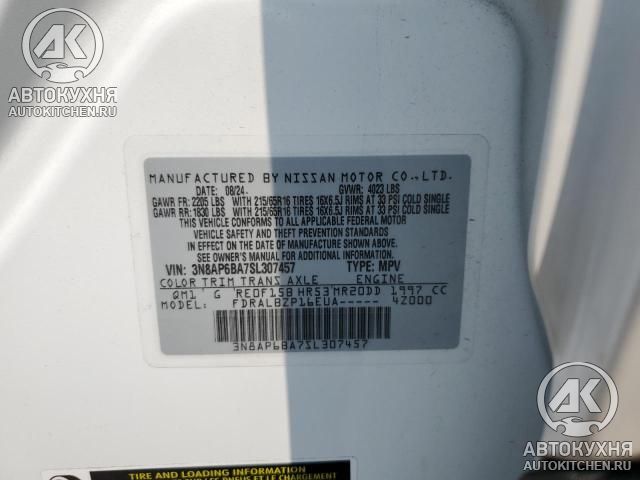 АК
АВТОКУХНЯ
AUTOKITCHEN.RU
MANUFACTURED BY NISSAN MOTOR CO.,LTD.
DATE: 08/24 GVWR: 4023 LBS
GAWR FR: 2205 LBS WITH 215/65R16 TIRES 16X6.5J RIMS AT 33 PSI COLD SINGLE
GAWR RR: 1830 LBS WITH 215/65R16 TIRES 16X6.5J RIMS AT 33 PSI COLD SINGLE
THIS VEHICLE CONFORMS TO ALL APPLICABLE FEDERAL MOTOR
VEHICLE SAFETY AND THEFT PREVENTION STANDARDS
IN EFFECT ON THE DATE OF MANUFACTURE SHOWN ABOVE.
SEE OWNER'S MANUAL
VIN: 3N8AP6BA7SL307457 TYPE: MPV
COLOR TRIM TRANS AXLE ENGINE
QM1 G RE0F15B HR53 MR20DD 1997 CC
MODEL: FDRALBZP16EUA----- 4Z000
3N8AP6BA7SL307457
TIRE AND LOADING INFORMATION
АК
АВТОКУХНЯ
AUTOKITCHEN.RU